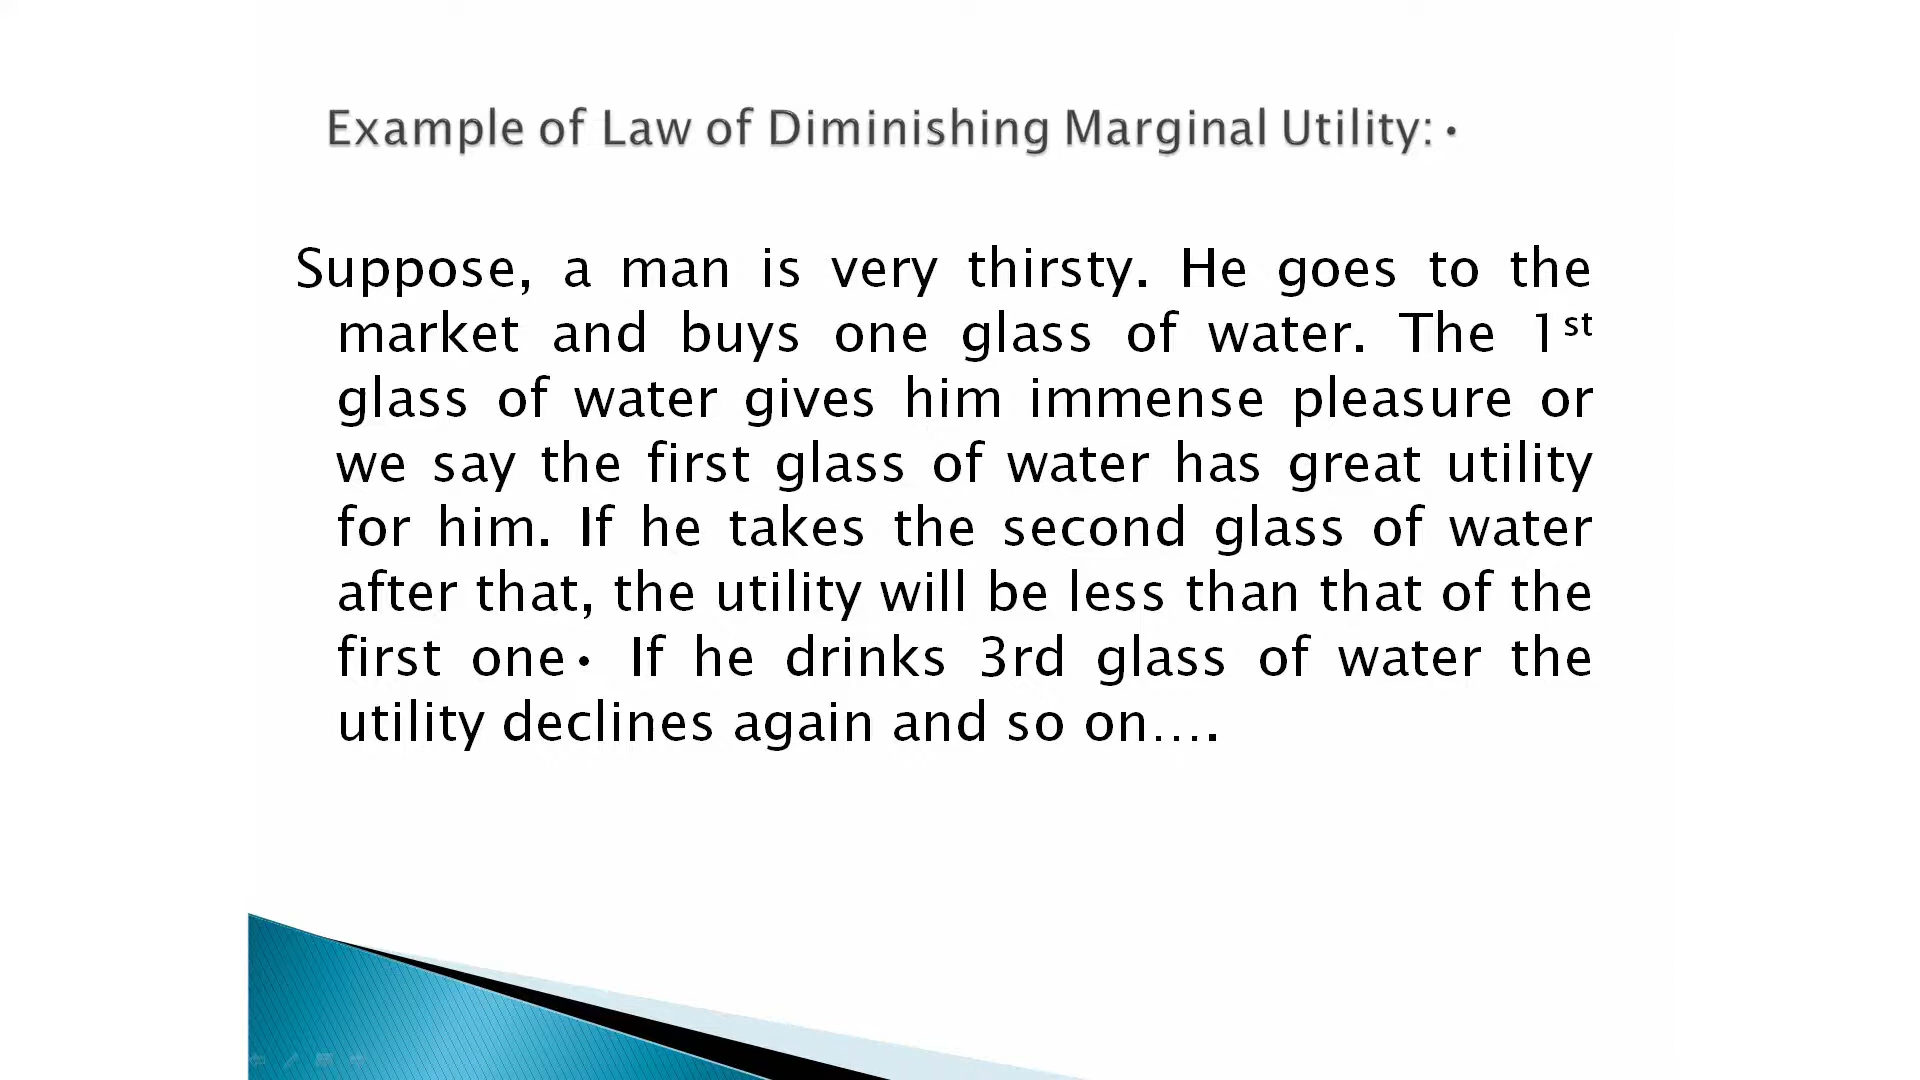 Example of Law of Diminishing Marginal Utility: •
Suppose, a man is very thirsty. He goes to the
market and buys one glass of water. The 1st
glass of water gives him immense pleasure or
we say the first glass of water has great utility
for him. If he takes the second glass of water
after that, the utility will be less than that of the
first one• If he drinks 3rd glass of water the
utility declines again and so on….